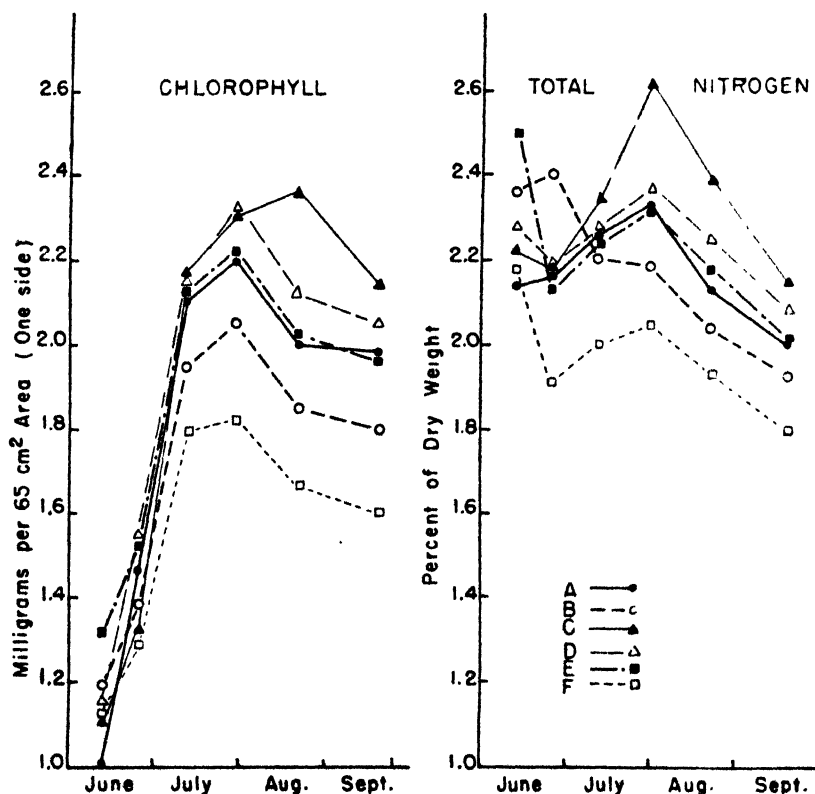 CHLOROPHYLL
Milligrams per 65 cm² Area (One side)
2.6
2.4
2.2
2.0
1.8
1.6
1.4
1.2
1.0
June July Aug. Sept.
TOTAL NITROGEN
Percent of Dry Weight
2.6
2.4
2.2
2.0
1.8
1.6
1.4
1.2
1.0
A
B
C
D
E
F
June July Aug. Sept.